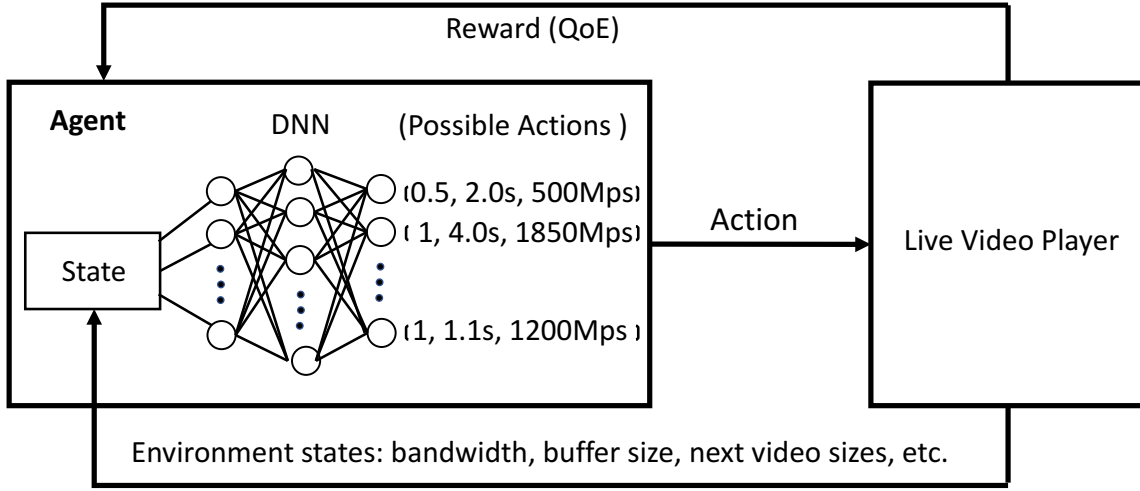 Reward (QoE)
Agent
DNN
(Possible Actions )
(0.5, 2.0s, 500Mps)
( 1, 4.0s, 1850Mps)
(1, 1.1s, 1200Mps )
State
Action
Live Video Player
Environment states: bandwidth, buffer size, next video sizes, etc.